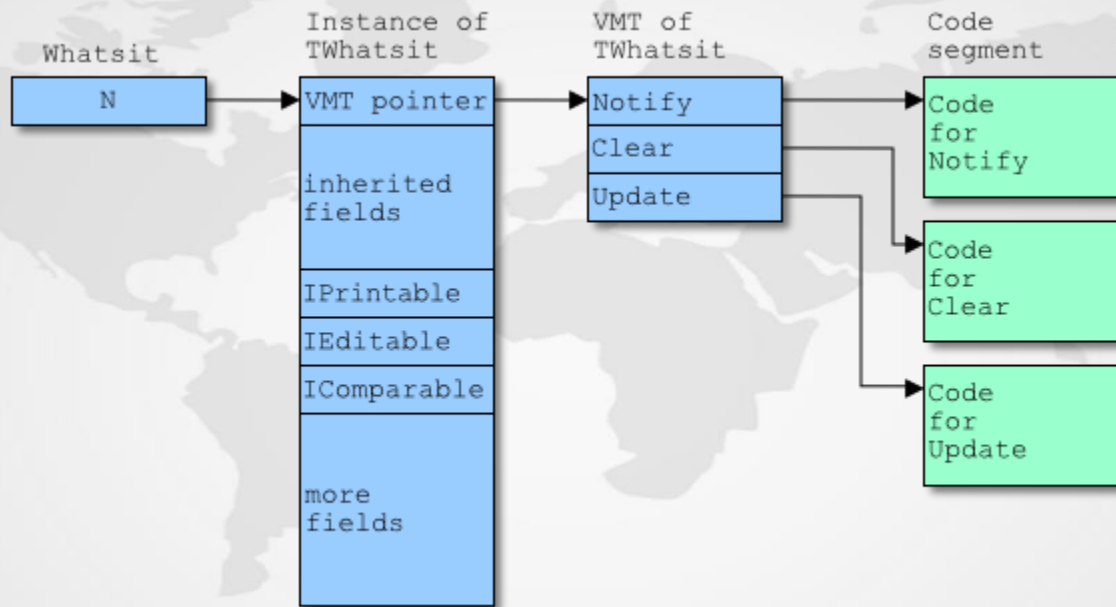 Whatsit
N
Instance of
TWhatsit
VMT pointer
inherited
fields
IPrintable
IEditable
IComparable
more
fields
VMT of
TWhatsit
Notify
Clear
Update
Code
segment
Code
for
Notify
Code
for
Clear
Code
for
Update